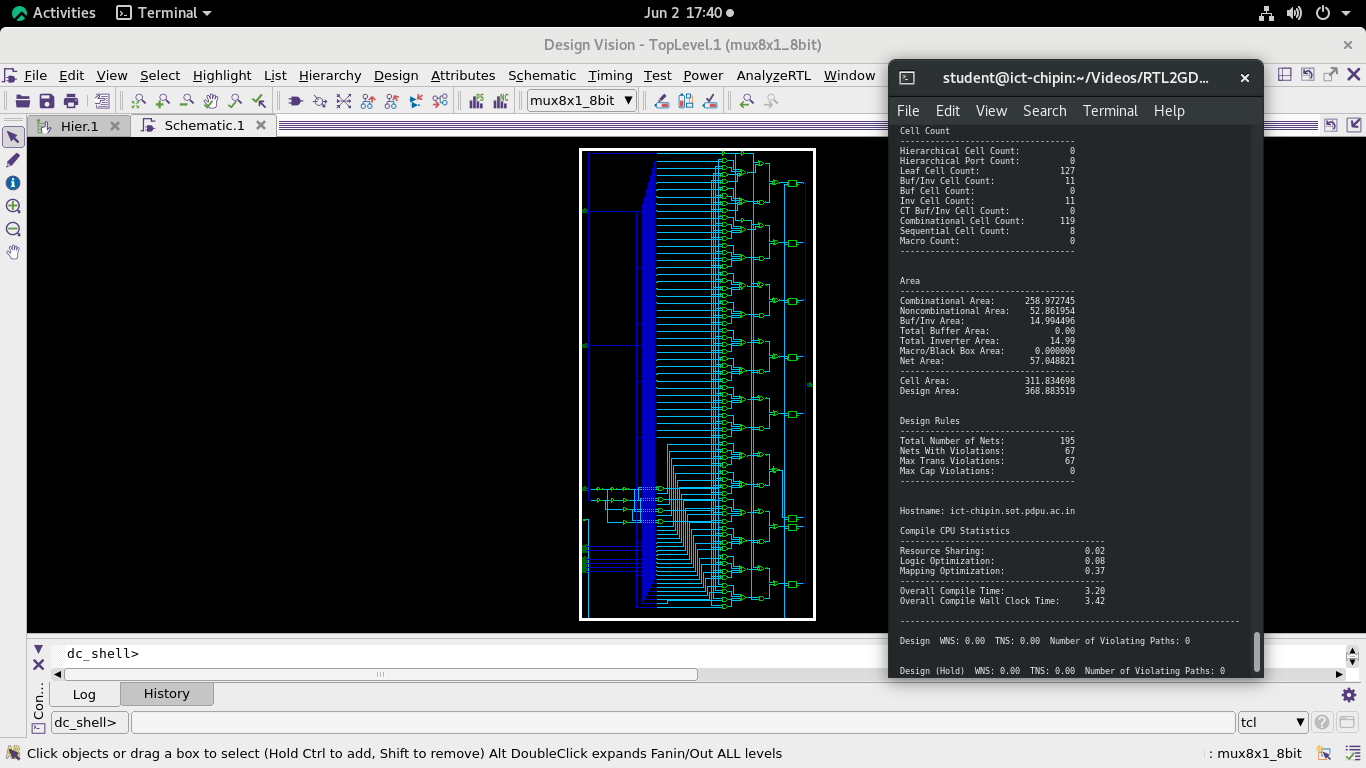 Activities Terminal Jun 2 17:40
Design Vision - TopLevel.1 (mux8x1_8bit)
File Edit View Select Highlight List Hierarchy Design Attributes Schematic Timing Test Power AnalyzeRTL Window
mux8x1_8bit
Hier.1 Schematic.1
student@ict-chipin:~/Videos/RTL2GD...
File Edit View Search Terminal Help
Cell Count
-----------------------------------
Hierarchical Cell Count: 0
Hierarchical Port Count: 0
Leaf Cell Count: 127
Buf/Inv Cell Count: 11
Buf Cell Count: 0
Inv Cell Count: 11
CT Buf/Inv Cell Count: 0
Combinational Cell Count: 119
Sequential Cell Count: 8
Macro Count: 0
-----------------------------------
Area
-----------------------------------
Combinational Area: 258.972745
Noncombinational Area: 52.861954
Buf/Inv Area: 14.994496
Total Buffer Area: 0.00
Total Inverter Area: 14.99
Macro/Black Box Area: 0.000000
Net Area: 57.048821
-----------------------------------
Cell Area: 311.834698
Design Area: 368.883519
Design Rules
-----------------------------------
Total Number of Nets: 195
Nets With Violations: 67
Max Trans Violations: 67
Max Cap Violations: 0
-----------------------------------
Hostname: ict-chipin.sot.pdpu.ac.in
Compile CPU Statistics
-----------------------------------------
Resource Sharing: 0.02
Logic Optimization: 0.08
Mapping Optimization: 0.37
-----------------------------------------
Overall Compile Time: 3.20
Overall Compile Wall Clock Time: 3.42
--------------------------------------------------------------------
Design WNS: 0.00 TNS: 0.00 Number of Violating Paths: 0
Design (Hold) WNS: 0.00 TNS: 0.00 Number of Violating Paths: 0
dc_shell>
Log History
Con...
dc_shell> tcl
Click objects or drag a box to select (Hold Ctrl to add, Shift to remove) Alt DoubleClick expands Fanin/Out ALL levels : mux8x1_8bit